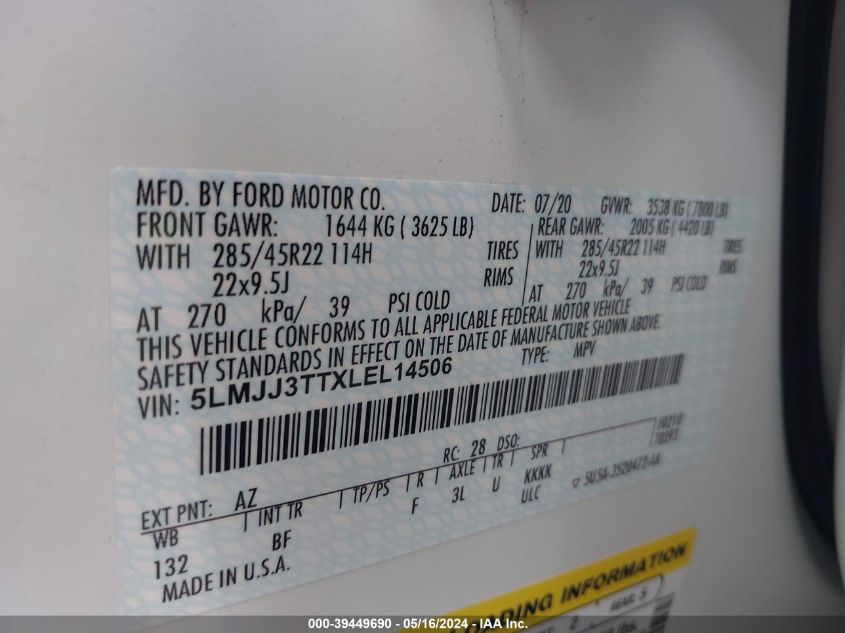 MFD. BY FORD MOTOR CO. DATE: 07/20 GVWR: 3538 KG ( 7800 LB)
FRONT GAWR: 1644 KG ( 3625 LB) REAR GAWR: 2005 KG ( 4420 LB)
WITH 285/45R22 114H TIRES WITH 285/45R22 114H TIRES
22x9.5J RIMS 22x9.5J RIMS
AT 270 kPa/ 39 PSI COLD AT 270 kPa/ 39 PSI COLD
THIS VEHICLE CONFORMS TO ALL APPLICABLE FEDERAL MOTOR VEHICLE
SAFETY STANDARDS IN EFFECT ON THE DATE OF MANUFACTURE SHOWN ABOVE
VIN: 5LMJJ3TTXLEL14506 TYPE: MPV
F0210
T0393
EXT PNT: AZ RC: 28 DSO:
WB INT TR TP/PS R AXLE TR SPR
132 BF F 3L U KKKK
ULC
MADE IN U.S.A.
LOADING INFORMATION
2
REAR: 5
000-39449690 - 05/16/2024 - IAA Inc.